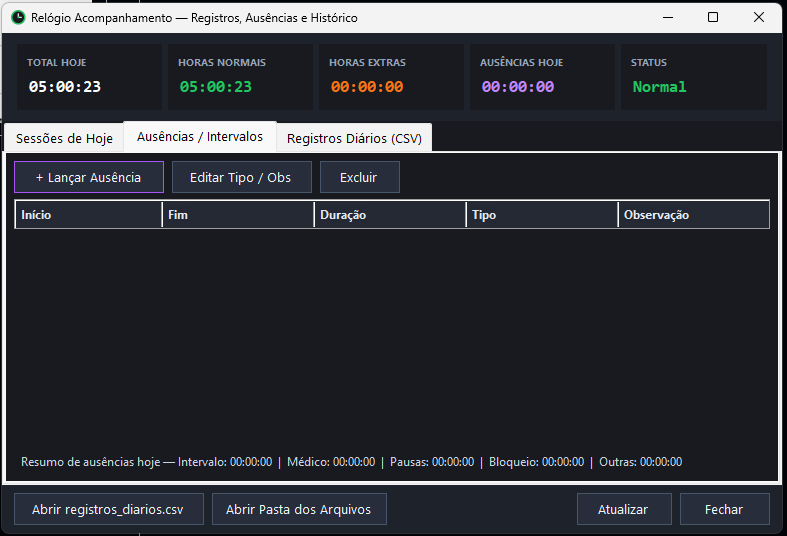 Relógio Acompanhamento — Registros, Ausências e Histórico
TOTAL HOJE HORAS NORMAIS HORAS EXTRAS AUSÊNCIAS HOJE STATUS
05:00:23 05:00:23 00:00:00 00:00:00 Normal
Sessões de Hoje Ausências / Intervalos Registros Diários (CSV)
+ Lançar Ausência Editar Tipo / Obs Excluir
Início Fim Duração Tipo Observação
Resumo de ausências hoje — Intervalo: 00:00:00 | Médico: 00:00:00 | Pausas: 00:00:00 | Bloqueio: 00:00:00 | Outras: 00:00:00
Abrir registros_diarios.csv Abrir Pasta dos Arquivos Atualizar Fechar